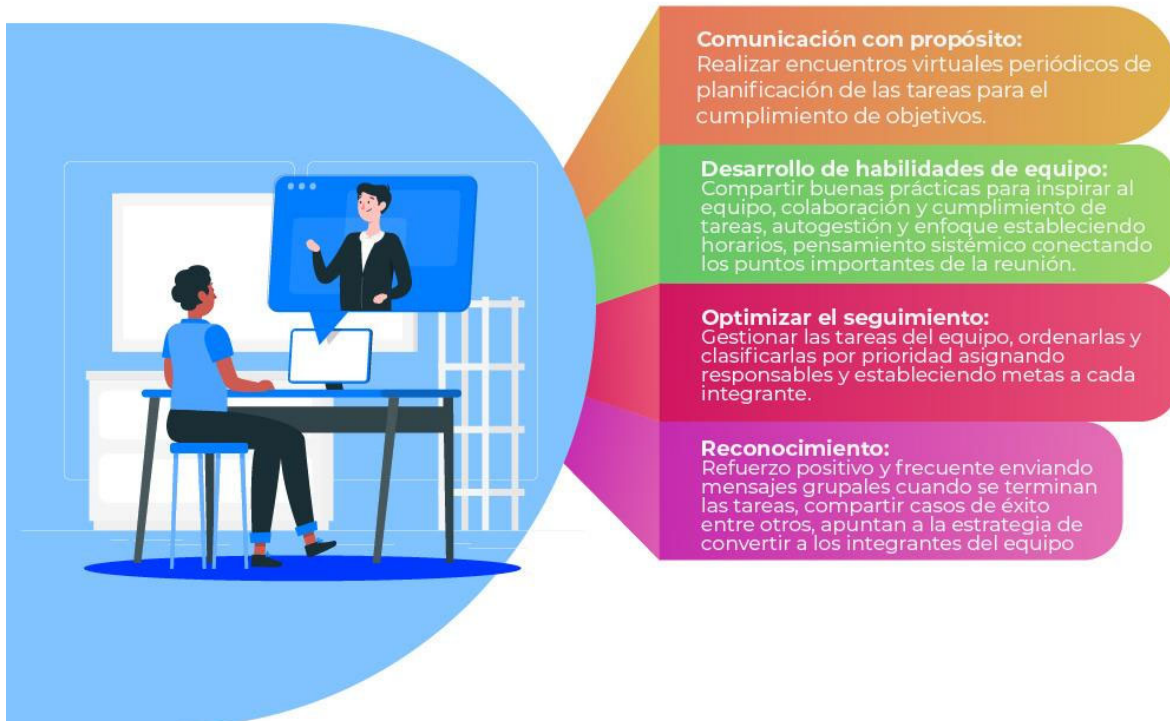 Comunicación con propósito:
Realizar encuentros virtuales periódicos de
planificación de las tareas para el
cumplimiento de objetivos.
Desarrollo de habilidades de equipo:
Compartir buenas prácticas para inspirar al
equipo, colaboración y cumplimiento de
tareas, autogestión y enfoque estableciendo
horarios, pensamiento sistémico conectando
los puntos importantes de la reunión.
Optimizar el seguimiento:
Gestionar las tareas del equipo, ordenarlas y
clasificarlas por prioridad asignando
responsables y estableciendo metas a cada
integrante.
Reconocimiento:
Refuerzo positivo y frecuente enviando
mensajes grupales cuando se terminan
las tareas, compartir casos de éxito
entre otros, apuntan a la estrategia de
convertir a los integrantes del equipo